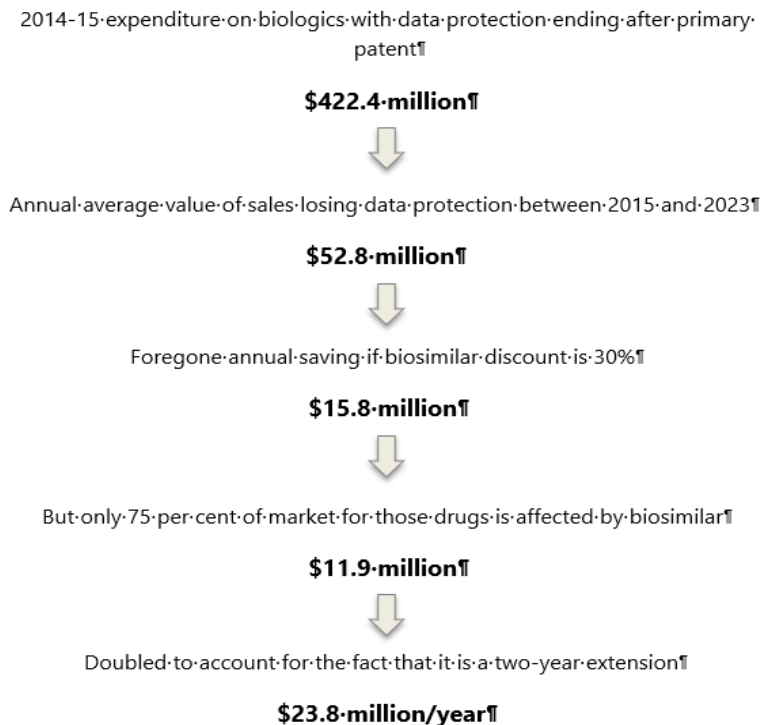 2014-15·expenditure·on·biologics·with·data·protection·ending·after·primary·
patent¶
$422.4·million¶
Annual·average·value·of·sales·losing·data·protection·between·2015·and·2023¶
$52.8·million¶
Foregone·annual·saving·if·biosimilar·discount·is·30%¶
$15.8·million¶
But·only·75·per·cent·of·market·for·those·drugs·is·affected·by·biosimilar¶
$11.9·million¶
Doubled·to·account·for·the·fact·that·it·is·a·two-year·extension¶
$23.8·million/year¶